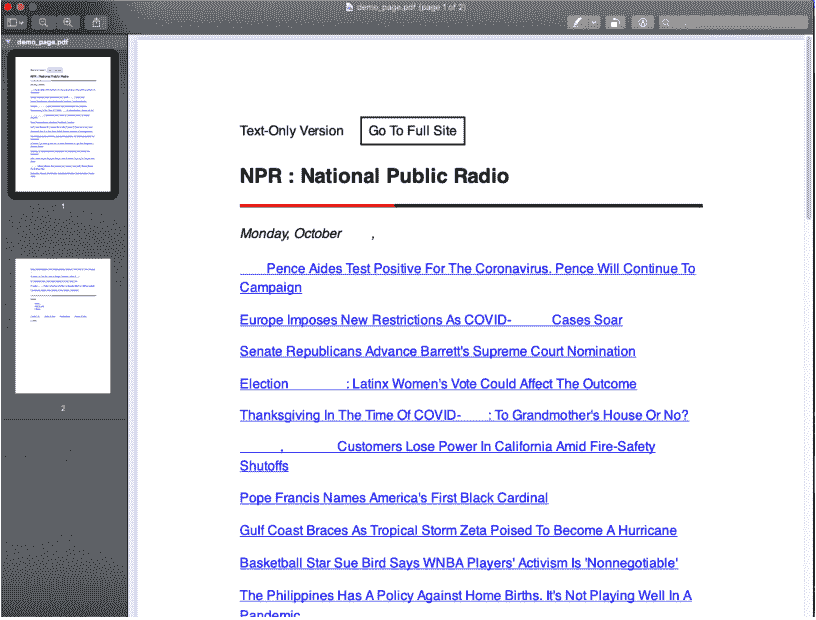 demo_page.pdf (page 1 of 2)
demo_page.pdf
1
2
Text-Only Version Go To Full Site
NPR : National Public Radio
Monday, October ,
Pence Aides Test Positive For The Coronavirus. Pence Will Continue To
Campaign
Europe Imposes New Restrictions As COVID- Cases Soar
Senate Republicans Advance Barrett's Supreme Court Nomination
Election : Latinx Women's Vote Could Affect The Outcome
Thanksgiving In The Time Of COVID- : To Grandmother's House Or No?
, Customers Lose Power In California Amid Fire-Safety
Shutoffs
Pope Francis Names America's First Black Cardinal
Gulf Coast Braces As Tropical Storm Zeta Poised To Become A Hurricane
Basketball Star Sue Bird Says WNBA Players' Activism Is 'Nonnegotiable'
The Philippines Has A Policy Against Home Births. It's Not Playing Well In A
Pandemic